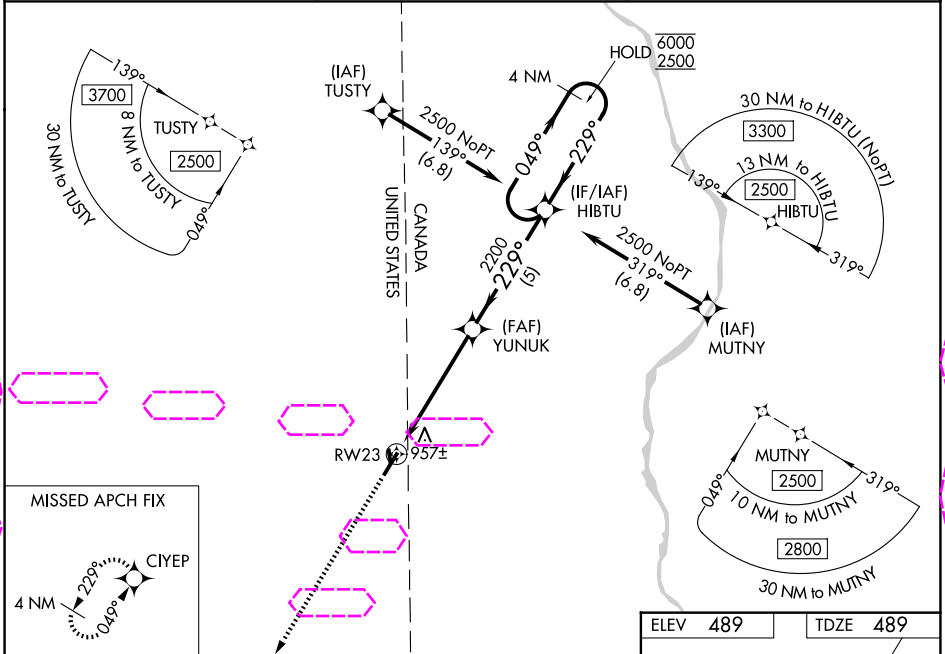 139°
3700
8 NM to TUSTY
TUSTY
2500
30 NM to TUSTY
049°
(IAF)
TUSTY
2500 NoPT
139°
(6.8)
4 NM
HOLD
6000
2500
049°
229°
(IF/IAF)
HIBTU
30 NM to HIBTU (NoPT)
3300
13 NM to HIBTU
139°
2500
HIBTU
319°
UNITED STATES
CANADA
2200
229°
(5)
2500 NoPT
319°
(6.8)
(FAF)
YUNUK
(IAF)
MUTNY
RW23
957±
MUTNY
2500
049°
319°
10 NM to MUTNY
2800
30 NM to MUTNY
MISSED APCH FIX
CIYEP
229°
4 NM
049°
ELEV 489
TDZE 489